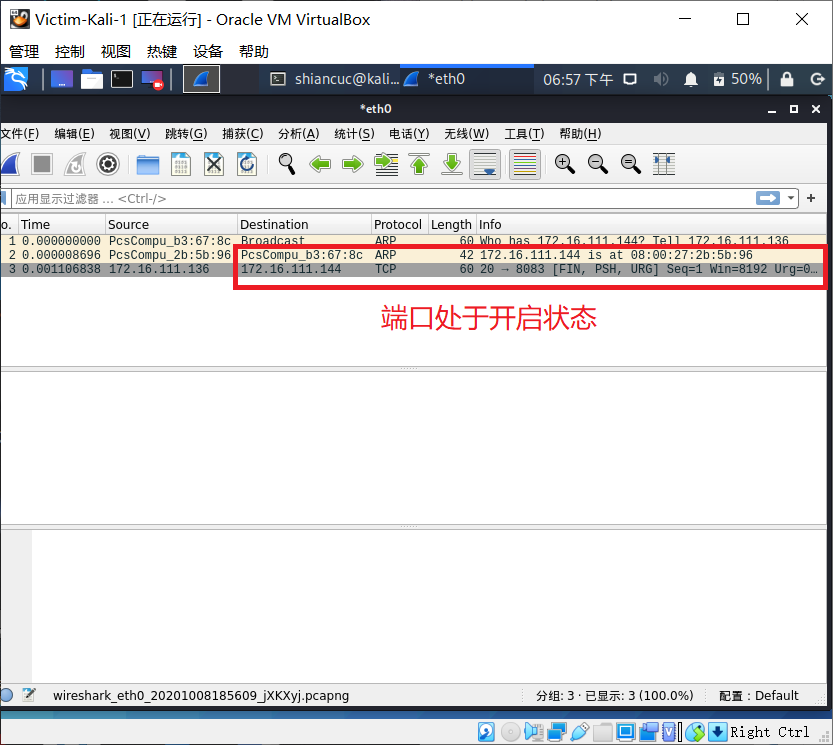 Victim-Kali-1 [正在运行] - Oracle VM VirtualBox
管理 控制 视图 热键 设备 帮助
shiancuc@kali... *eth0 06:57 下午 50%
*eth0
文件(F) 编辑(E) 视图(V) 跳转(G) 捕获(C) 分析(A) 统计(S) 电话(Y) 无线(W) 工具(T) 帮助(H)
应用显示过滤器 … <Ctrl-/>
o. Time Source Destination Protocol Length Info
1 0.000000000 PcsCompu_b3:67:8c Broadcast ARP 60 Who has 172.16.111.144? Tell 172.16.111.136
2 0.000008696 PcsCompu_2b:5b:96 PcsCompu_b3:67:8c ARP 42 172.16.111.144 is at 08:00:27:2b:5b:96
3 0.001106838 172.16.111.136 172.16.111.144 TCP 60 20 → 8083 [FIN, PSH, URG] Seq=1 Win=8192 Urg=0…
端口处于开启状态
wireshark_eth0_20201008185609_jXKXyj.pcapng 分组: 3 · 已显示: 3 (100.0%) 配置：Default
Right Ctrl